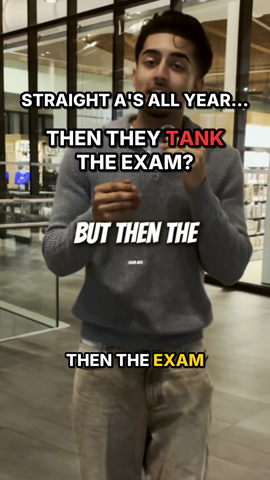 STRAIGHT A'S ALL YEAR...
THEN THEY TANK
THE EXAM?
BUT THEN THE
THEN THE EXAM